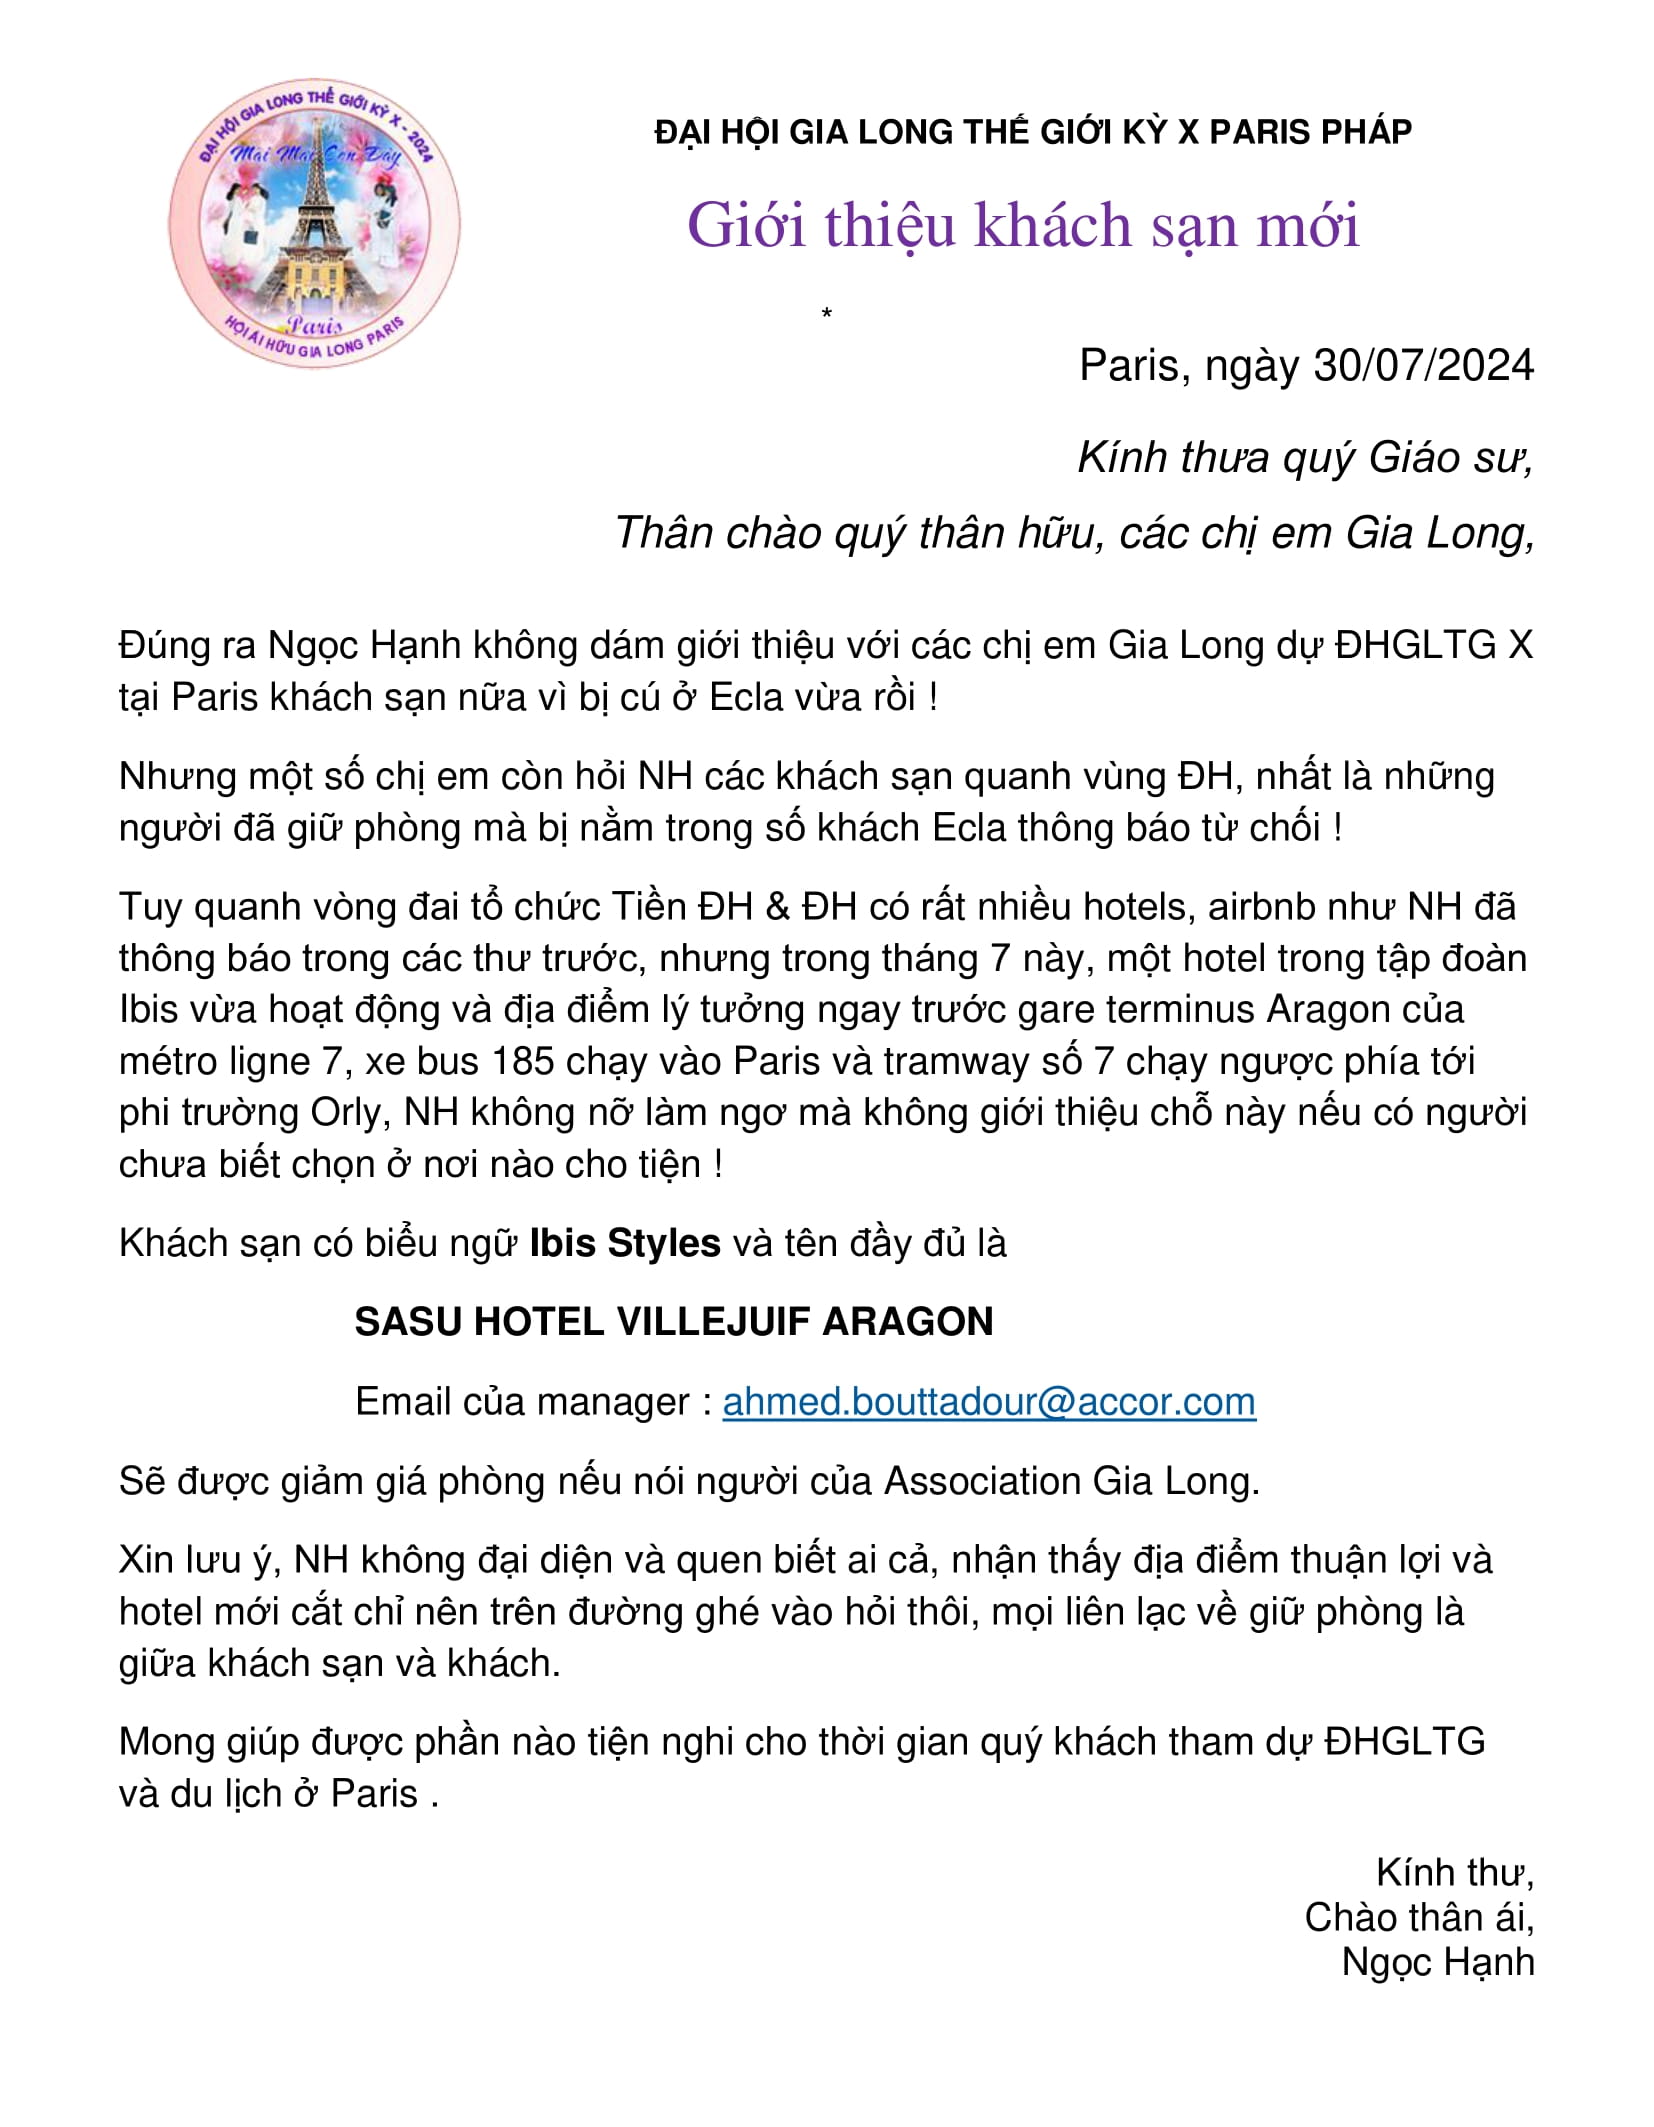 ĐẠI HỘI GIA LONG THẾ GIỚI KỲ X - 2024
Mãi Mãi Còn Đây
Paris
HỘI ÁI HỮU GIA LONG PARIS
ĐẠI HỘI GIA LONG THẾ GIỚI KỲ X PARIS PHÁP
Giới thiệu khách sạn mới
*
Paris, ngày 30/07/2024
Kính thưa quý Giáo sư,
Thân chào quý thân hữu, các chị em Gia Long,
Đúng ra Ngọc Hạnh không dám giới thiệu với các chị em Gia Long dự ĐHGLTG X
tại Paris khách sạn nữa vì bị cú ở Ecla vừa rồi !
Nhưng một số chị em còn hỏi NH các khách sạn quanh vùng ĐH, nhất là những
người đã giữ phòng mà bị nằm trong số khách Ecla thông báo từ chối !
Tuy quanh vòng đai tổ chức Tiền ĐH & ĐH có rất nhiều hotels, airbnb như NH đã
thông báo trong các thư trước, nhưng trong tháng 7 này, một hotel trong tập đoàn
Ibis vừa hoạt động và địa điểm lý tưởng ngay trước gare terminus Aragon của
métro ligne 7, xe bus 185 chạy vào Paris và tramway số 7 chạy ngược phía tới
phi trường Orly, NH không nỡ làm ngơ mà không giới thiệu chỗ này nếu có người
chưa biết chọn ở nơi nào cho tiện !
Khách sạn có biểu ngữ Ibis Styles và tên đầy đủ là
SASU HOTEL VILLEJUIF ARAGON
Email của manager : ahmed.bouttadour@accor.com
Sẽ được giảm giá phòng nếu nói người của Association Gia Long.
Xin lưu ý, NH không đại diện và quen biết ai cả, nhận thấy địa điểm thuận lợi và
hotel mới cắt chỉ nên trên đường ghé vào hỏi thôi, mọi liên lạc về giữ phòng là
giữa khách sạn và khách.
Mong giúp được phần nào tiện nghi cho thời gian quý khách tham dự ĐHGLTG
và du lịch ở Paris .
Kính thư,
Chào thân ái,
Ngọc Hạnh